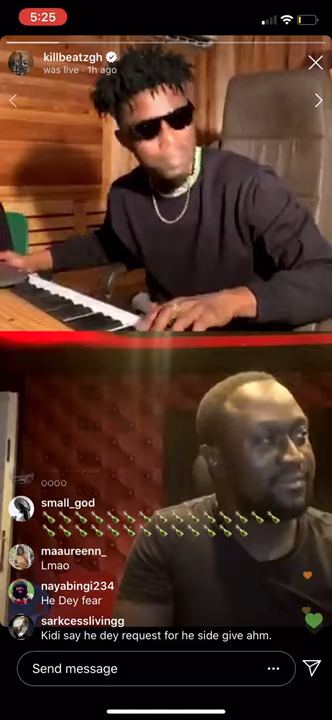 5:25
killbeatzgh
was live · 1h ago
oooo
small_god
maaureenn_
Lmao
nayabingi234
He Dey fear
sarkcesslivingg
Kidi say he dey request for he side give ahm.
Send message